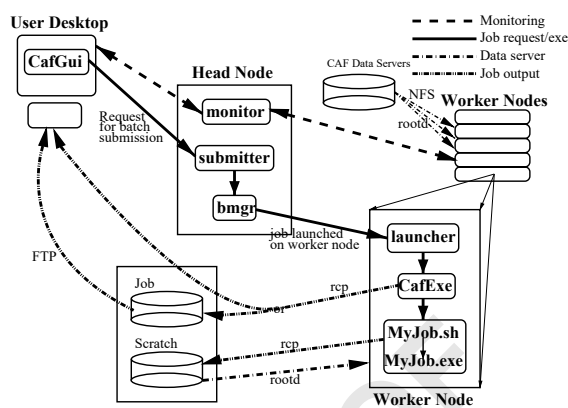 User Desktop
CafGui
Monitoring
Job request/exe
Data server
Job output
Head Node
CAF Data Servers
NFS
Worker Nodes
rootd
monitor
Request
for batch
submission
submitter
bmgr
job launched
on worker node
launcher
FTP
Job
rcp
CafExe
or
Scratch
rcp
MyJob.sh
rootd
MyJob.exe
Worker Node